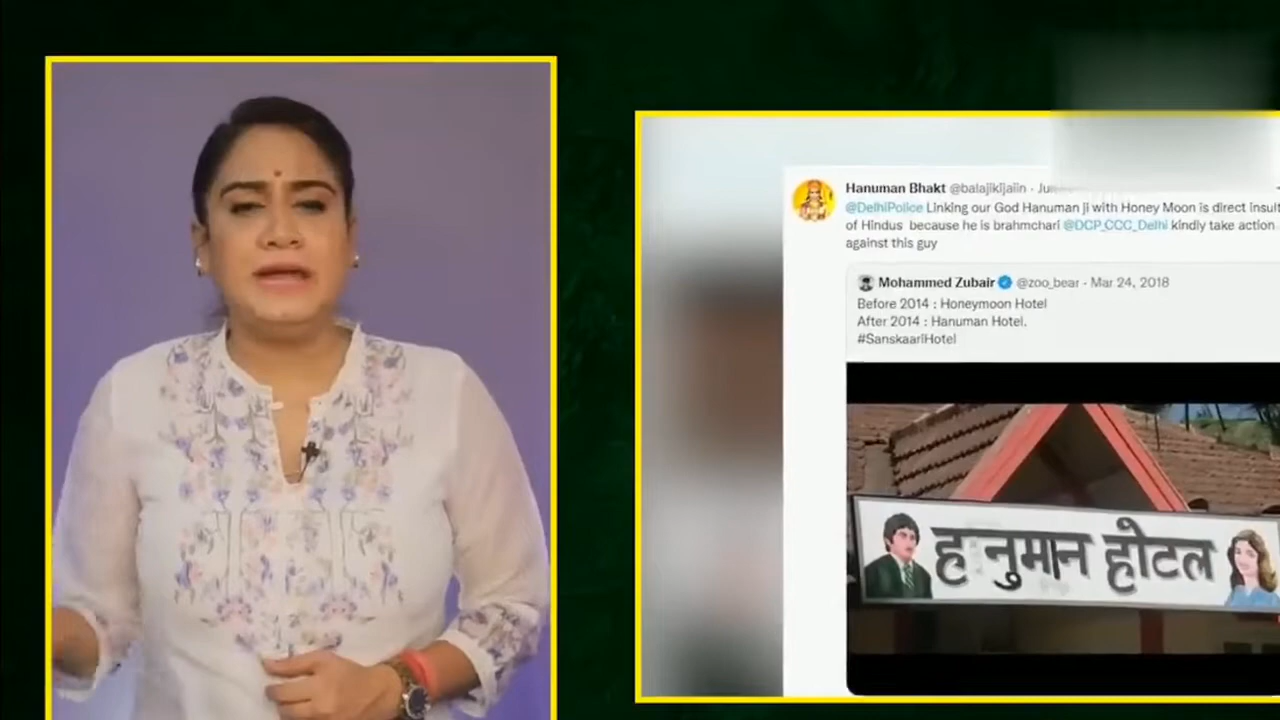 Hanuman Bhakt @balajikijaiin ·
@DelhiPolice Linking our God Hanuman ji with Honey Moon is direct insult
of Hindus because he is brahmchari @DCP_CCC_Delhi kindly take action
against this guy
Mohammed Zubair @zoo_bear · Mar 24, 2018
Before 2014 : Honeymoon Hotel
After 2014 : Hanuman Hotel.
#SanskaariHotel
हनुमान होटल